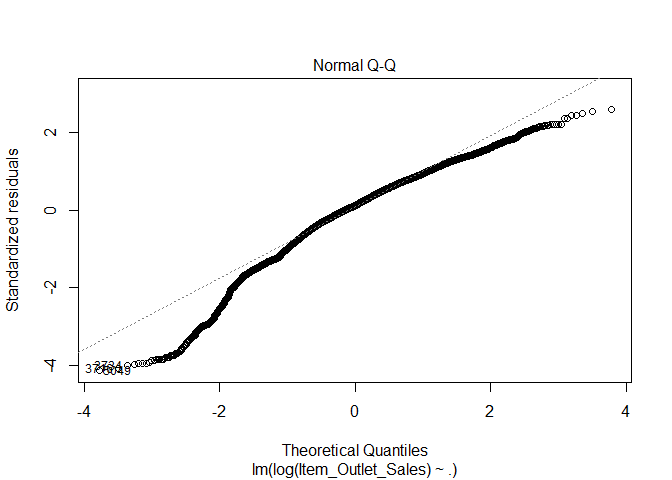 Normal Q-Q
Standardized residuals
2
0
-2
-4
-4
-2
0
2
4
Theoretical Quantiles
lm(log(Item_Outlet_Sales) ~ .)